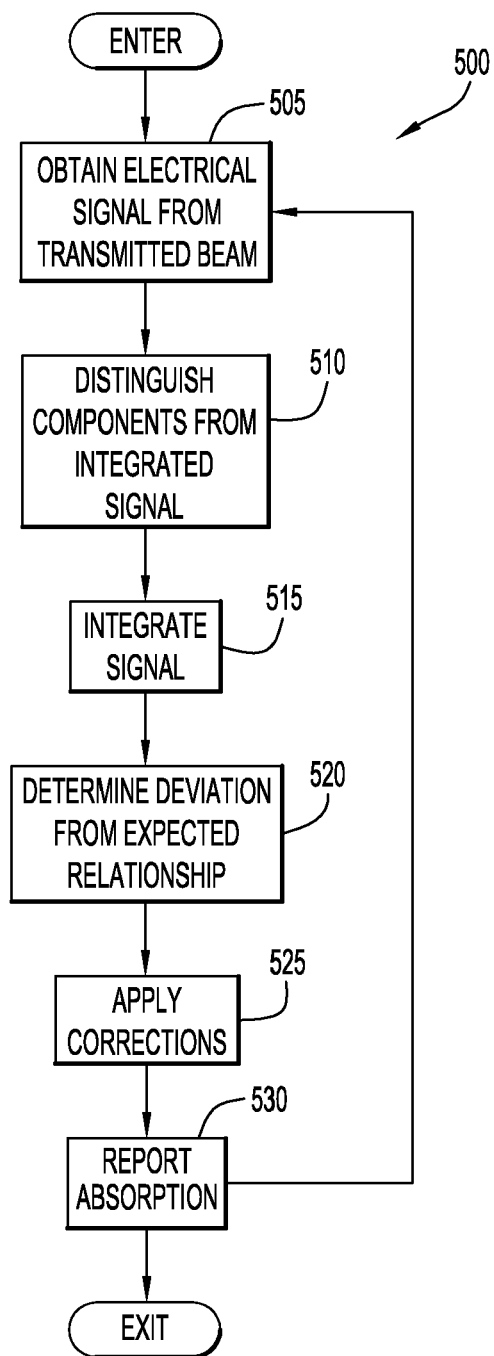 ENTER
500
505
OBTAIN ELECTRICAL
SIGNAL FROM
TRANSMITTED BEAM
510
DISTINGUISH
COMPONENTS FROM
INTEGRATED
SIGNAL
515
INTEGRATE
SIGNAL
520
DETERMINE DEVIATION
FROM EXPECTED
RELATIONSHIP
525
APPLY
CORRECTIONS
530
REPORT
ABSORPTION
EXIT